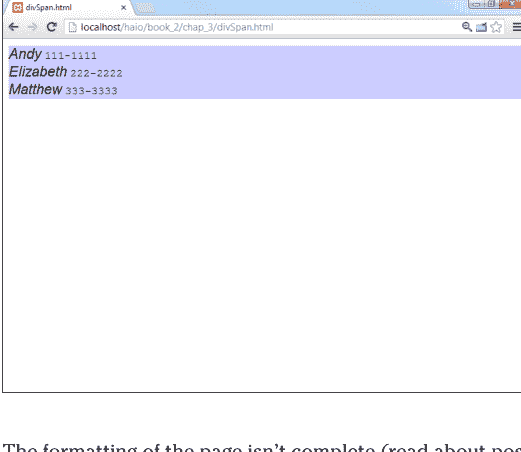 divSpan.html
localhost/haio/book_2/chap_3/divSpan.html
Andy 111-1111
Elizabeth 222-2222
Matthew 333-3333
The formatting of the page isn't complete (read about